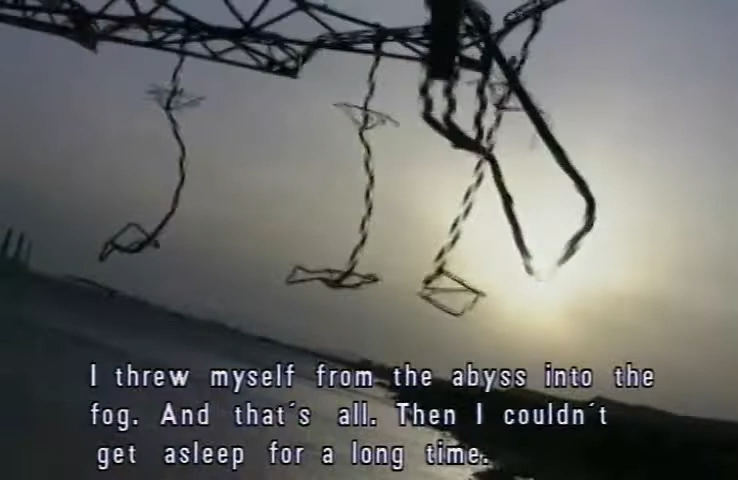 I threw myself from the abyss into the
fog. And that´s all. Then I couldn´t
get asleep for a long time.